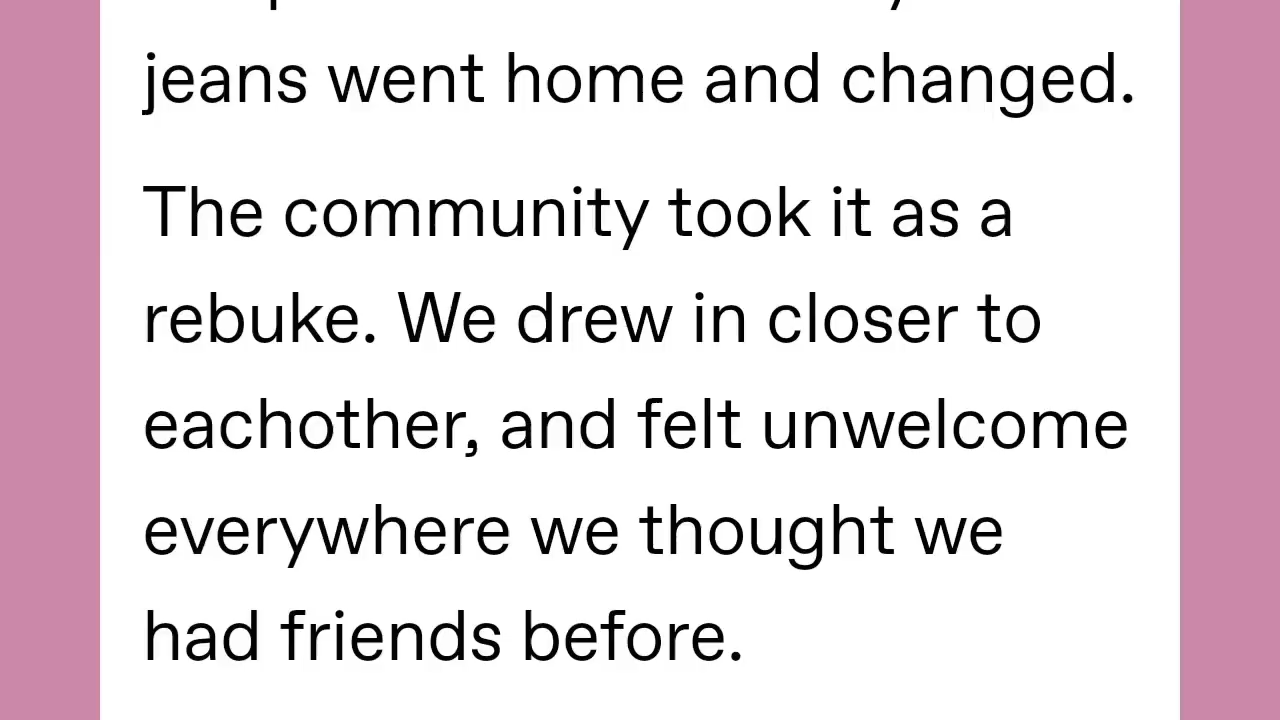 jeans went home and changed.
The community took it as a
rebuke. We drew in closer to
eachother, and felt unwelcome
everywhere we thought we
had friends before.